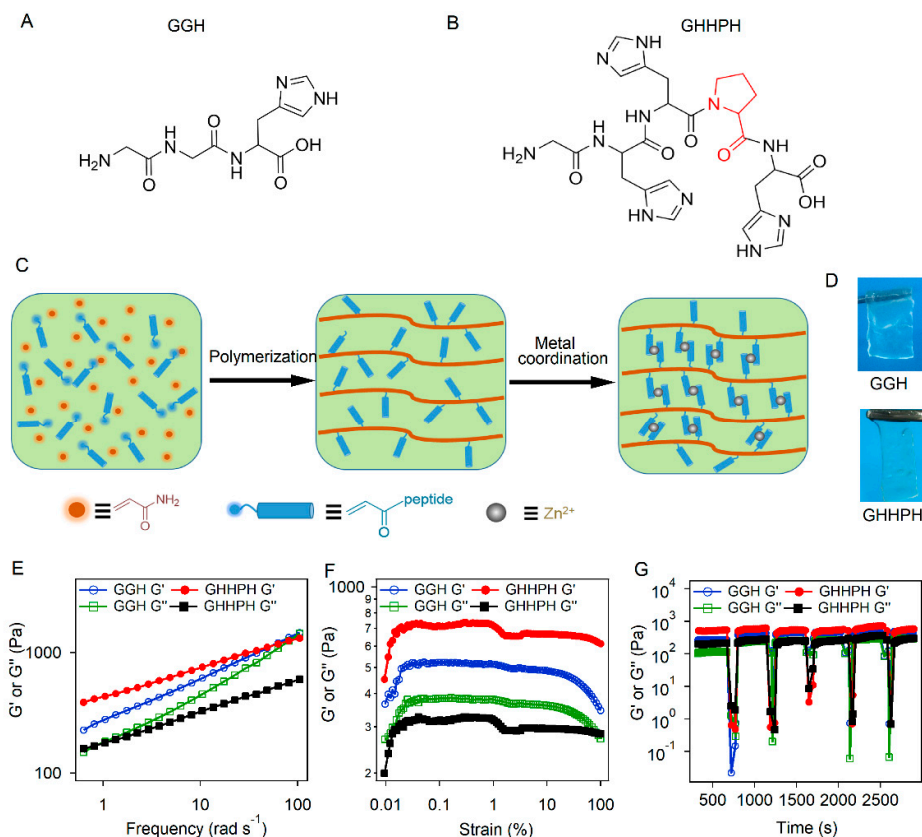 A
GGH
H2N
O
H
N
O
N
H
N
NH
OH
O
B
GHHPH
N
NH
H2N
O
H
N
O
H
N
O
N
O
H
N
O
OH
N
HN
N
HN
C
Polymerization
Metal
coordination
NH2
O
peptide
O
Zn2+
D
GGH
GHHPH
E
GGH G' GHHPH G'
GGH G" GHHPH G"
G' or G" (Pa)
1000
100
1 10 100
Frequency (rad s-1)
F
GGH G' GHHPH G'
GGH G" GHHPH G"
G' or G" (Pa)
1000
8
7
6
5
4
3
2
0.01 0.1 1 10 100
Strain (%)
G
GGH G' GHHPH G'
GGH G" GHHPH G"
G' or G" (Pa)
10^4
10^3
10^2
10^1
10^0
10^-1
500 1000 1500 2000 2500
Time (s)